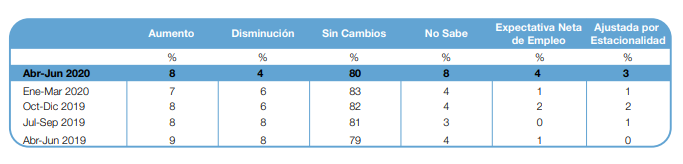 Aumento Disminución Sin Cambios No Sabe Expectativa Neta de Empleo Ajustada por Estacionalidad
% % % % % %
Abr-Jun 2020 8 4 80 8 4 3
Ene-Mar 2020 7 6 83 4 1 1
Oct-Dic 2019 8 6 82 4 2 2
Jul-Sep 2019 8 8 81 3 0 1
Abr-Jun 2019 9 8 79 4 1 0